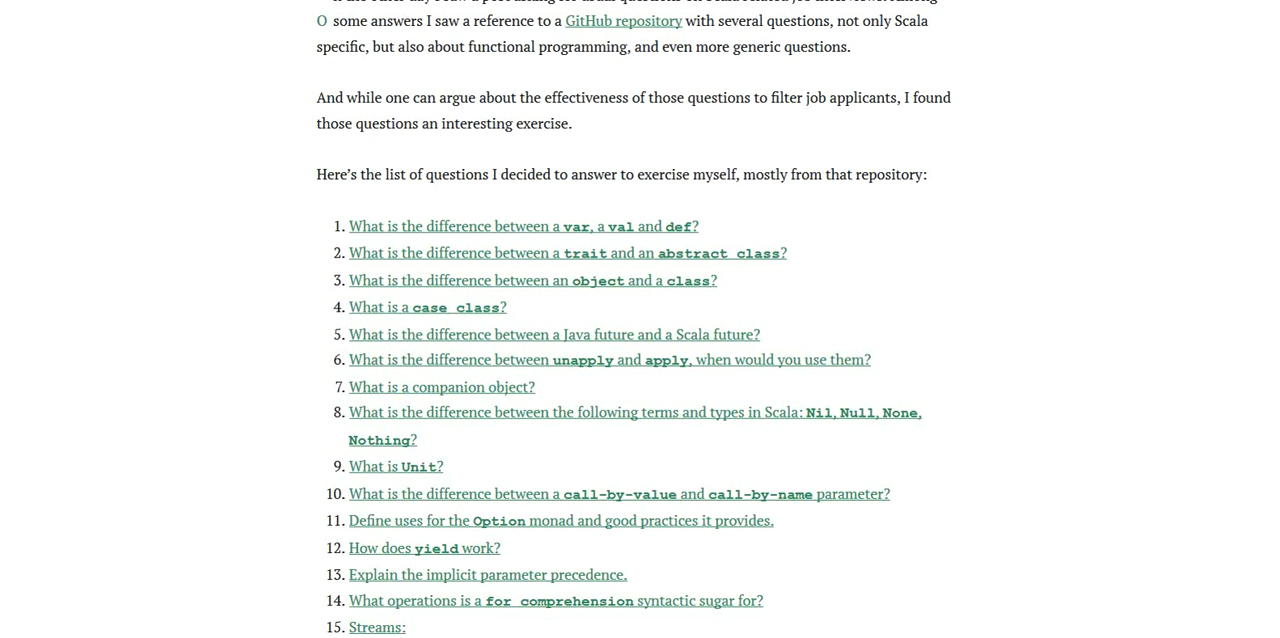 O some answers I saw a reference to a GitHub repository with several questions, not only Scala
specific, but also about functional programming, and even more generic questions.
And while one can argue about the effectiveness of those questions to filter job applicants, I found
those questions an interesting exercise.
Here’s the list of questions I decided to answer to exercise myself, mostly from that repository:
1. What is the difference between a var, a val and def?
2. What is the difference between a trait and an abstract class?
3. What is the difference between an object and a class?
4. What is a case class?
5. What is the difference between a Java future and a Scala future?
6. What is the difference between unapply and apply, when would you use them?
7. What is a companion object?
8. What is the difference between the following terms and types in Scala: Nil, Null, None,
Nothing?
9. What is Unit?
10. What is the difference between a call-by-value and call-by-name parameter?
11. Define uses for the Option monad and good practices it provides.
12. How does yield work?
13. Explain the implicit parameter precedence.
14. What operations is a for comprehension syntactic sugar for?
15. Streams: